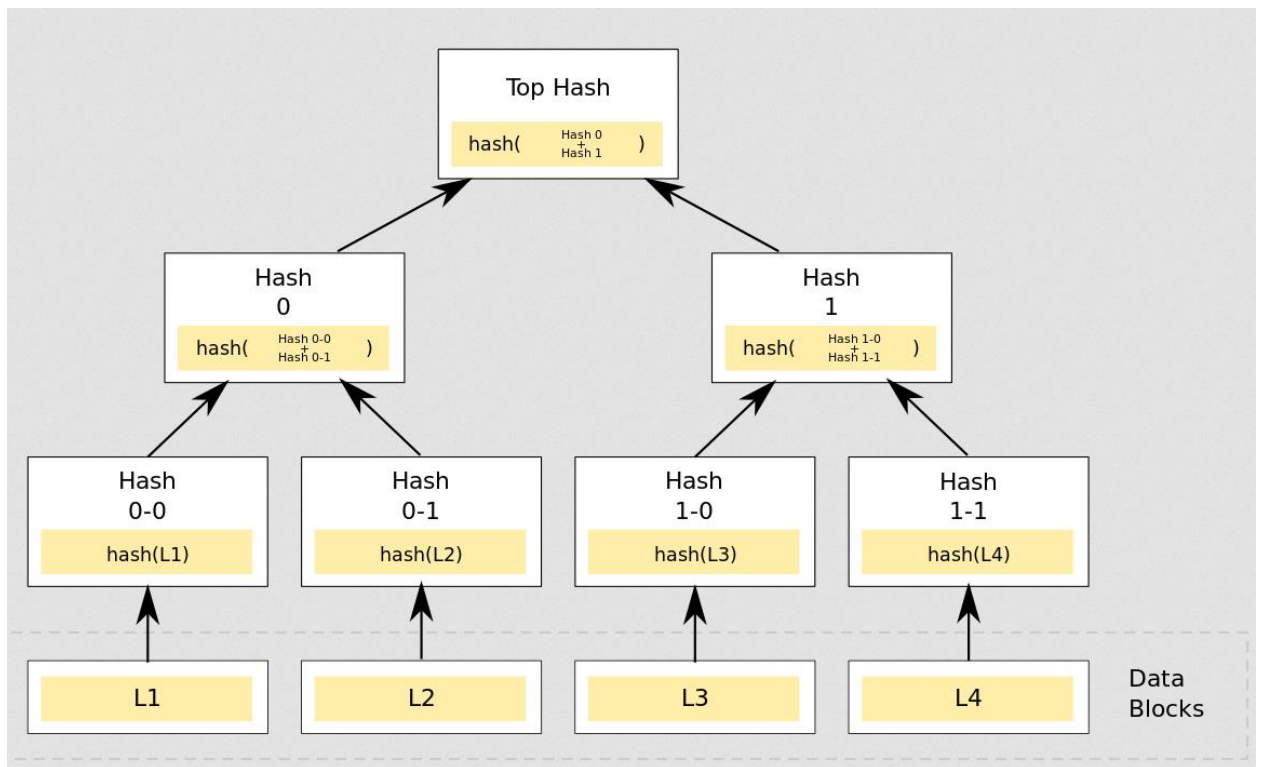 Top Hash
hash( Hash 0 + Hash 1 )
Hash
0
hash( Hash 0-0 + Hash 0-1 )
Hash
1
hash( Hash 1-0 + Hash 1-1 )
Hash
0-0
hash(L1)
Hash
0-1
hash(L2)
Hash
1-0
hash(L3)
Hash
1-1
hash(L4)
L1
L2
L3
L4
Data
Blocks